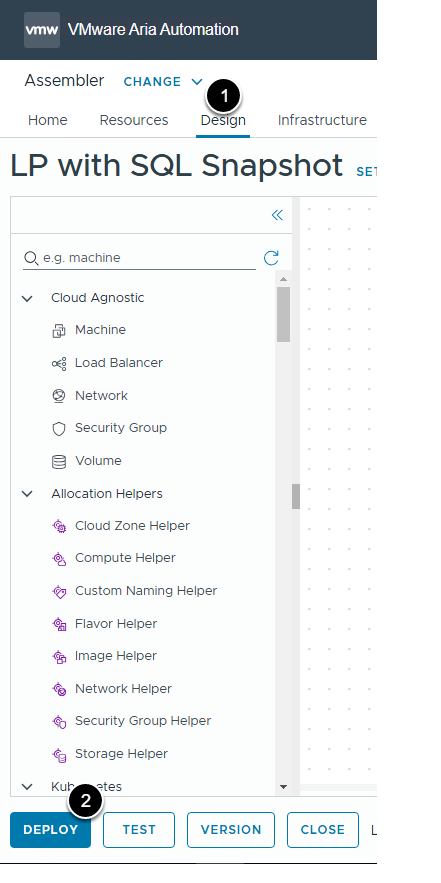 vmw VMware Aria Automation
Assembler CHANGE
1
Home Resources Design Infrastructure
LP with SQL Snapshot SET
e.g. machine
Cloud Agnostic
Machine
Load Balancer
Network
Security Group
Volume
Allocation Helpers
Cloud Zone Helper
Compute Helper
Custom Naming Helper
Flavor Helper
Image Helper
Network Helper
Security Group Helper
Storage Helper
2
DEPLOY TEST VERSION CLOSE L